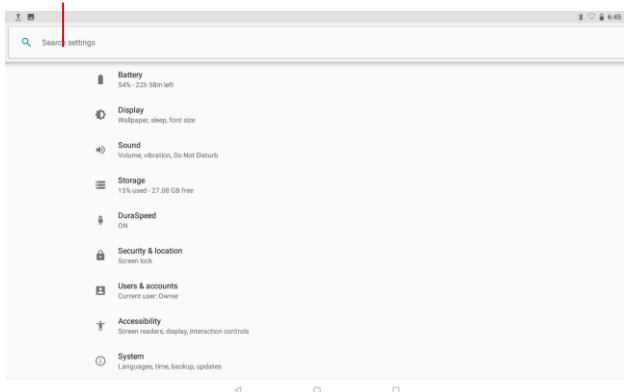 6:45
Search settings
Battery
54% - 22h 58m left
Display
Wallpaper, sleep, font size
Sound
Volume, vibration, Do Not Disturb
Storage
15% used - 27.08 GB free
DuraSpeed
ON
Security & location
Screen lock
Users & accounts
Current user: Owner
Accessibility
Screen readers, display, interaction controls
System
Languages, time, backup, updates